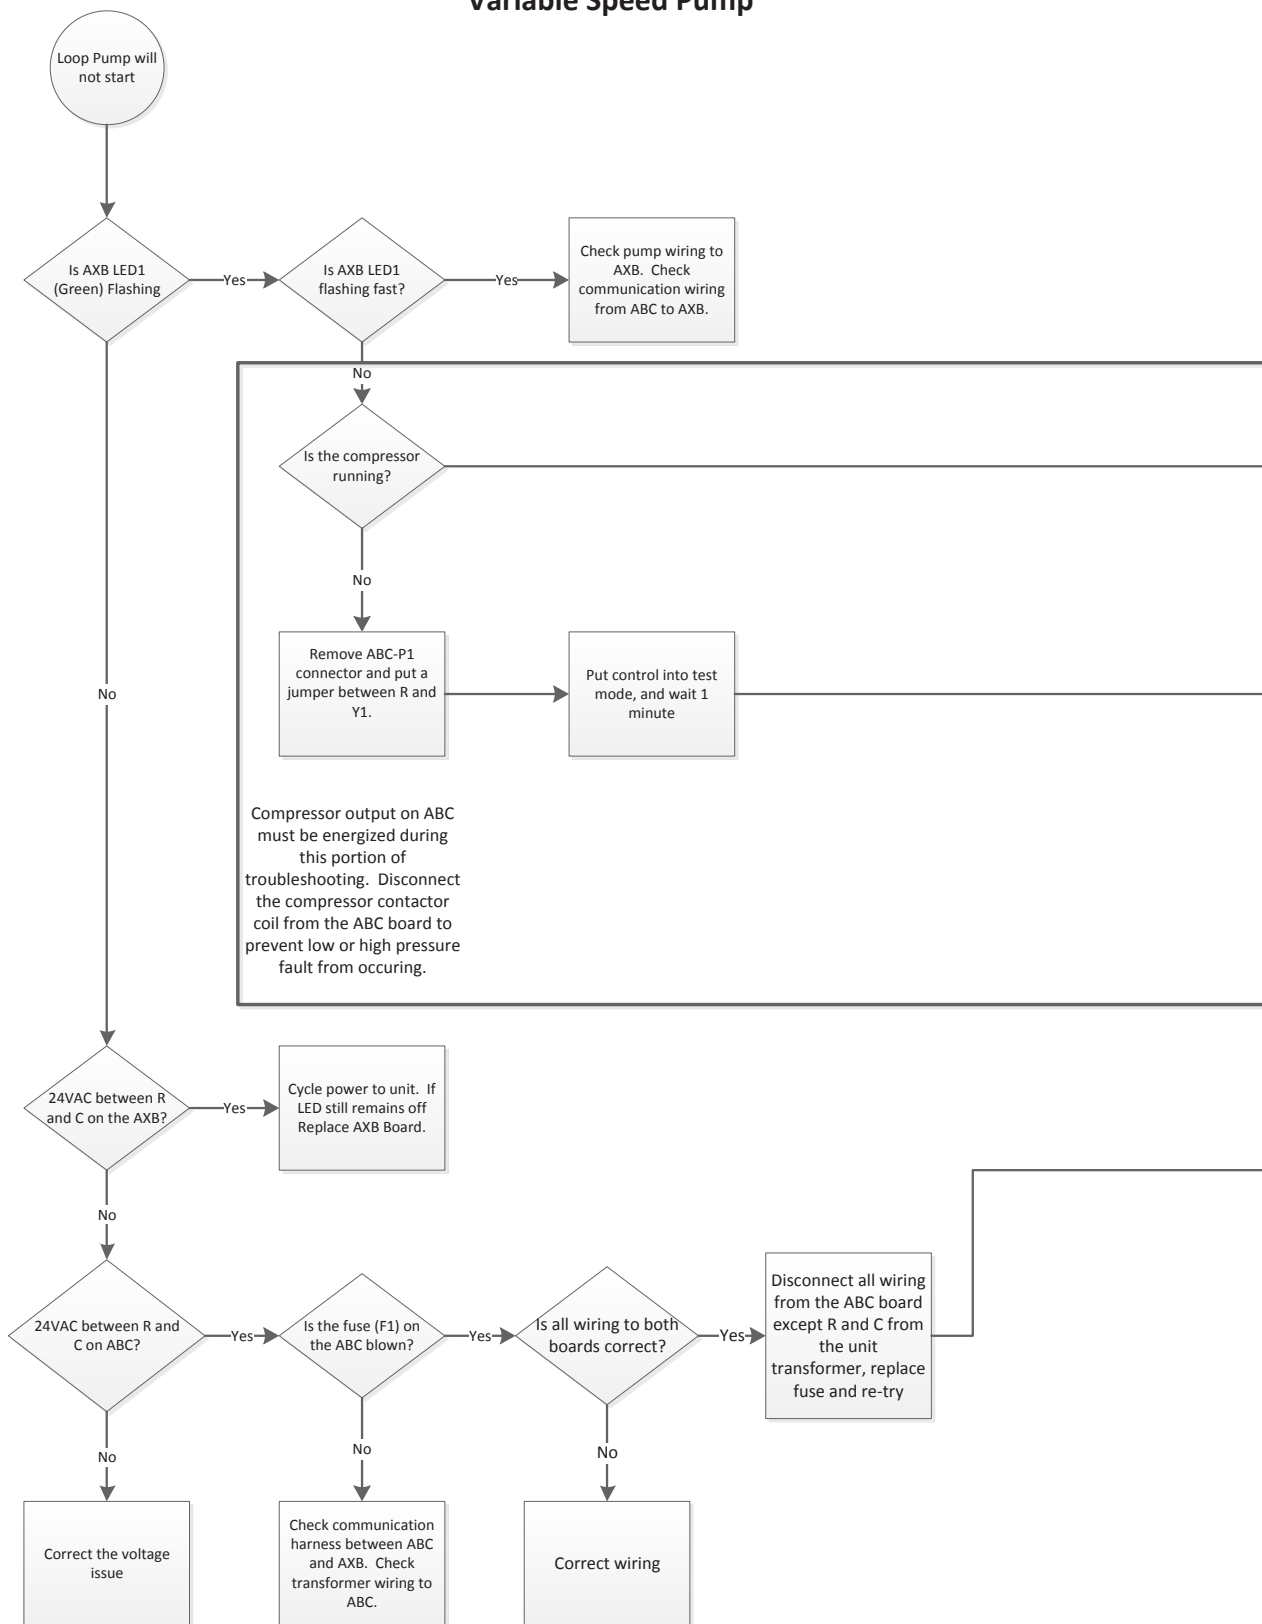 Variable Speed Pump
Loop Pump will
not start
Is AXB LED1
(Green) Flashing
Yes
Is AXB LED1
flashing fast?
Yes
Check pump wiring to
AXB.  Check
communication wiring
from ABC to AXB.
No
Is the compressor
running?
No
Remove ABC-P1
connector and put a
jumper between R and
Y1.
Put control into test
mode, and wait 1
minute
No
Compressor output on ABC
must be energized during
this portion of
troubleshooting.  Disconnect
the compressor contactor
coil from the ABC board to
prevent low or high pressure
fault from occuring.
24VAC between R
and C on the AXB?
Yes
Cycle power to unit.  If
LED still remains off
Replace AXB Board.
No
24VAC between R and
C on ABC?
Yes
Is the fuse (F1) on
the ABC blown?
Yes
Is all wiring to both
boards correct?
Yes
Disconnect all wiring
from the ABC board
except R and C from
the unit
transformer, replace
fuse and re-try
No
No
No
Correct the voltage
issue
Check communication
harness between ABC
and AXB.  Check
transformer wiring to
ABC.
Correct wiring